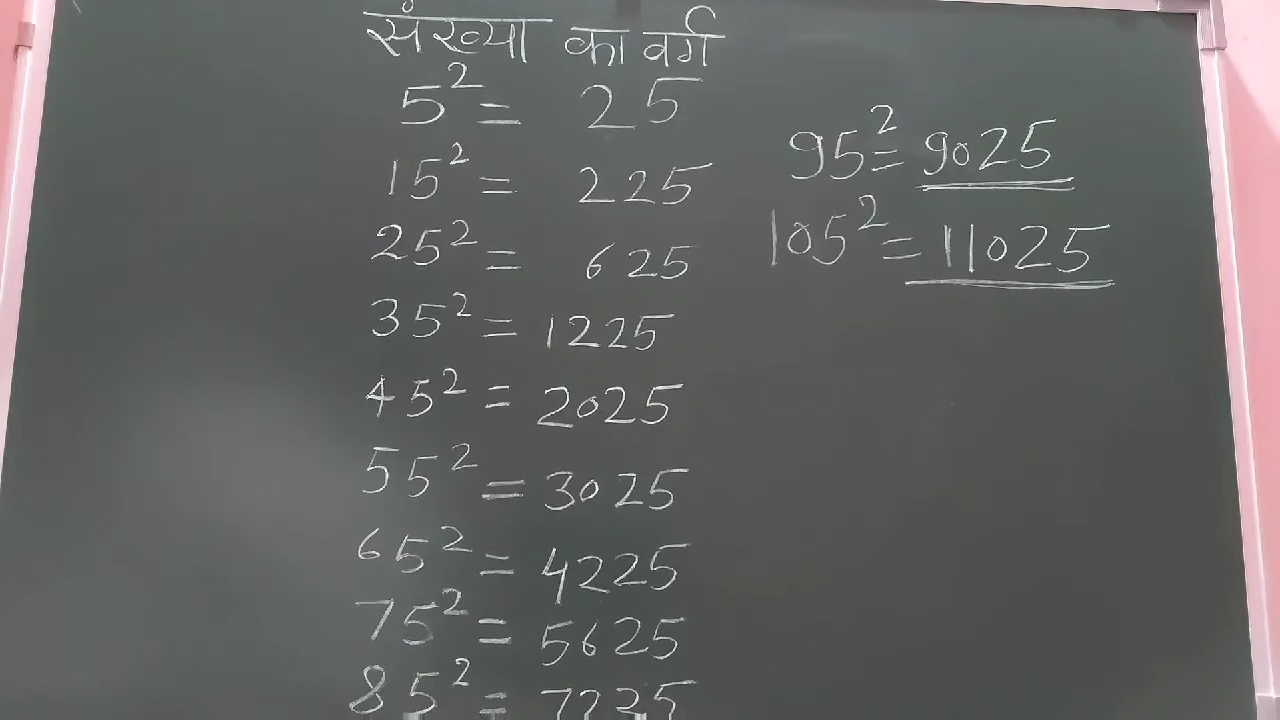 संख्या का वर्ग
5² = 25
15² = 225
25² = 625
35² = 1225
45² = 2025
55² = 3025
65² = 4225
75² = 5625
85² = 7225
95² = 9025
105² = 11025